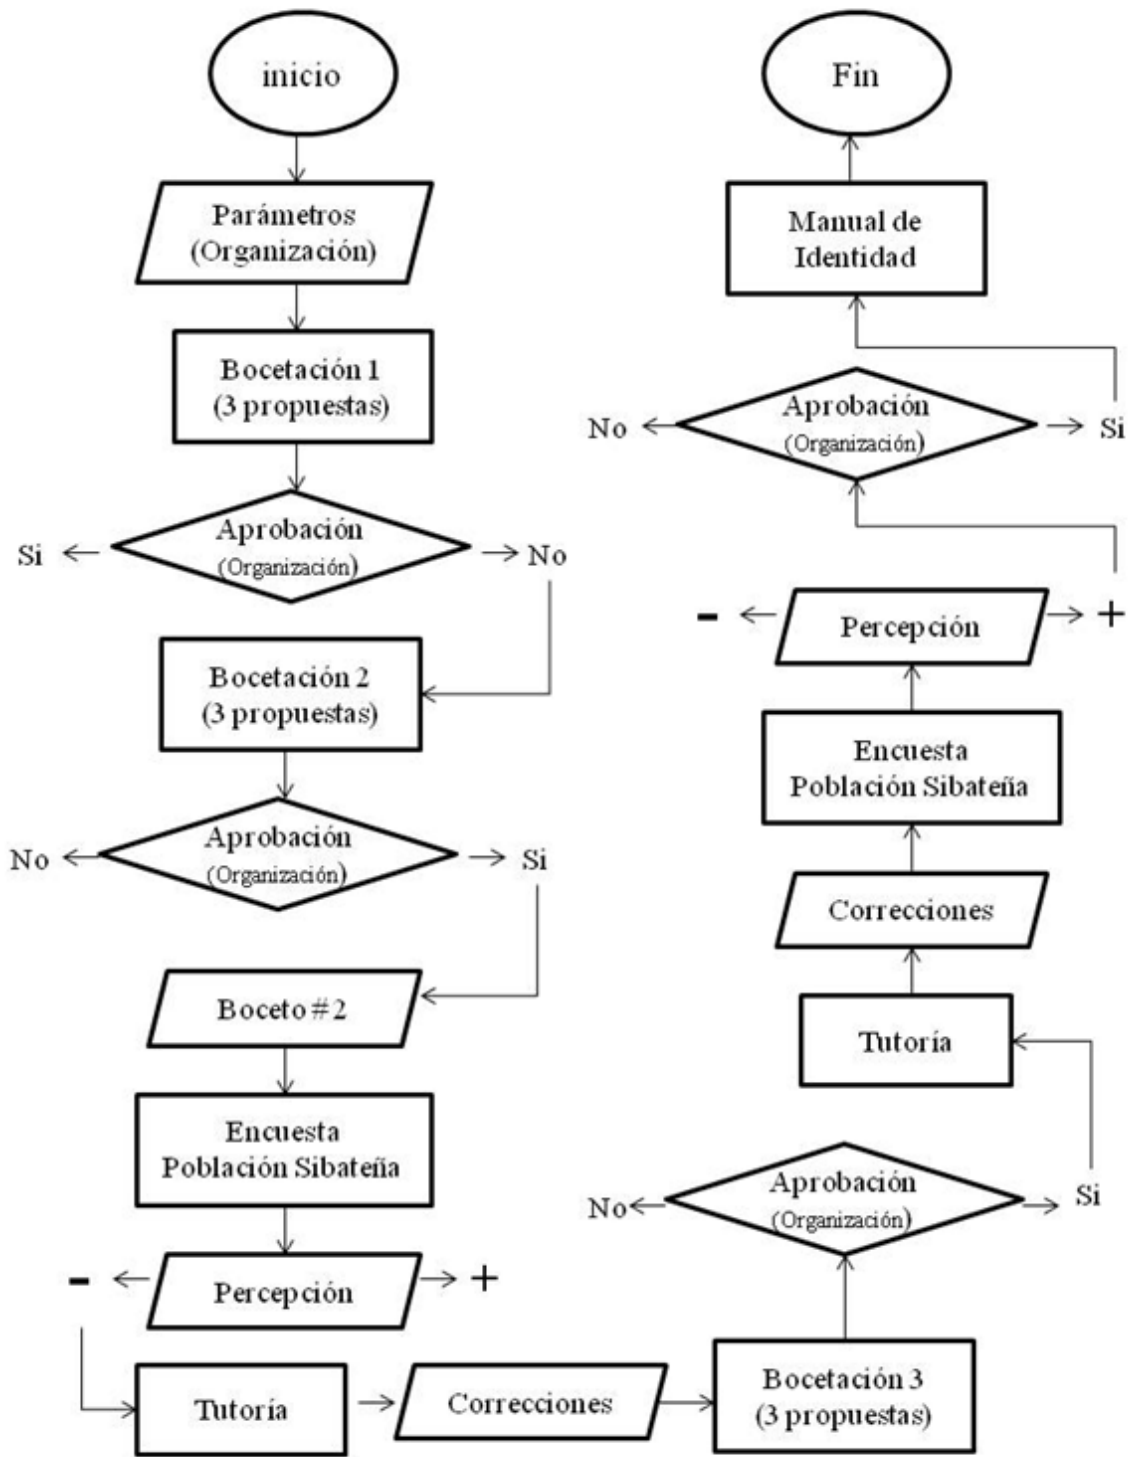 inicio
Parámetros
(Organización)
Bocetación 1
(3 propuestas)
Aprobación
(Organización)
Si
No
Bocetación 2
(3 propuestas)
Aprobación
(Organización)
No
Si
Boceto #2
Encuesta
Población Sibateña
Percepción
-
+
Tutoría
Correcciones
Bocetación 3
(3 propuestas)
Aprobación
(Organización)
No
Si
Tutoría
Correcciones
Encuesta
Población Sibateña
Percepción
-
+
Aprobación
(Organización)
No
Si
Manual de
Identidad
Fin